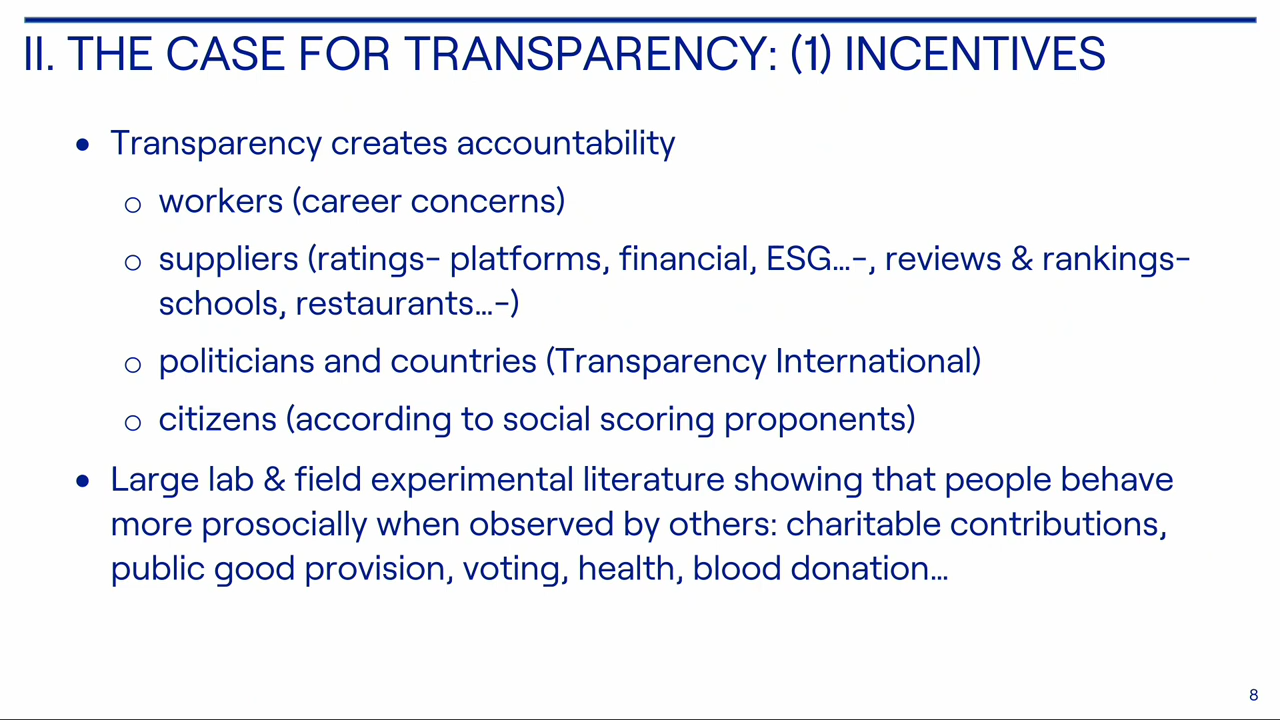 II. THE CASE FOR TRANSPARENCY: (1) INCENTIVES
• Transparency creates accountability
o workers (career concerns)
o suppliers (ratings- platforms, financial, ESG...-, reviews & rankings-
schools, restaurants...-)
o politicians and countries (Transparency International)
o citizens (according to social scoring proponents)
• Large lab & field experimental literature showing that people behave
more prosocially when observed by others: charitable contributions,
public good provision, voting, health, blood donation...
8